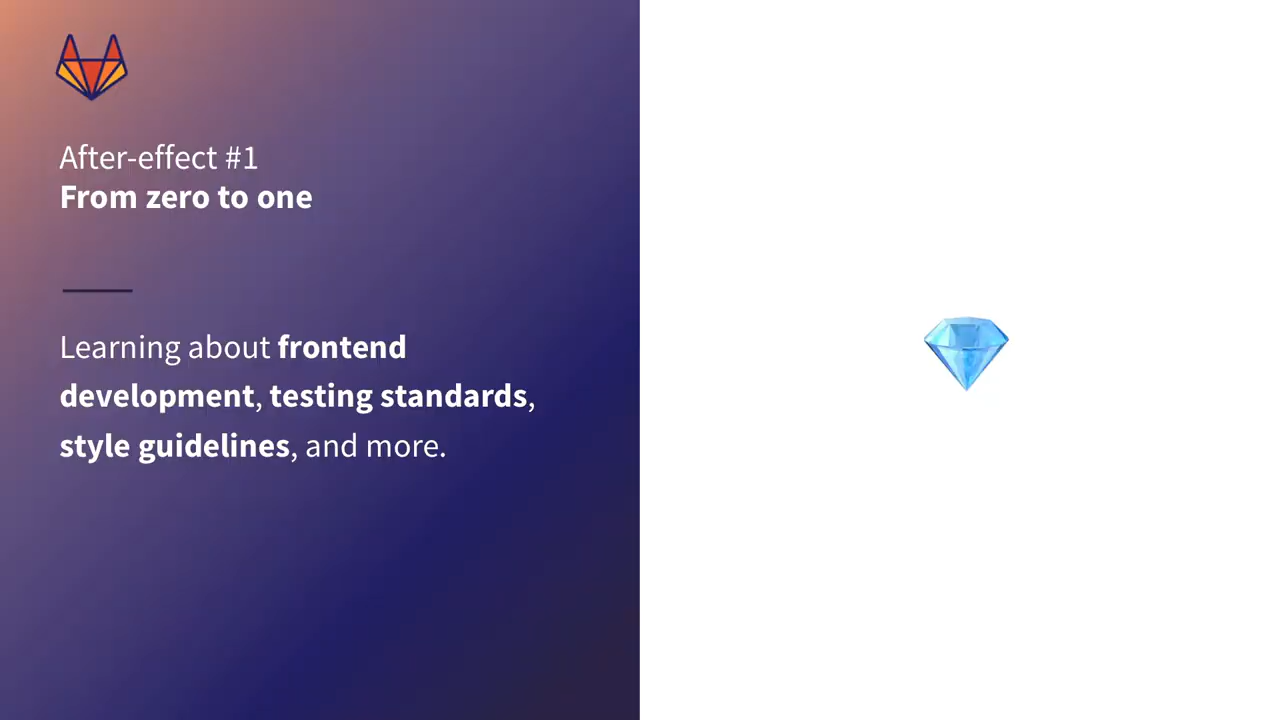 After-effect #1
From zero to one
Learning about frontend
development, testing standards,
style guidelines, and more.